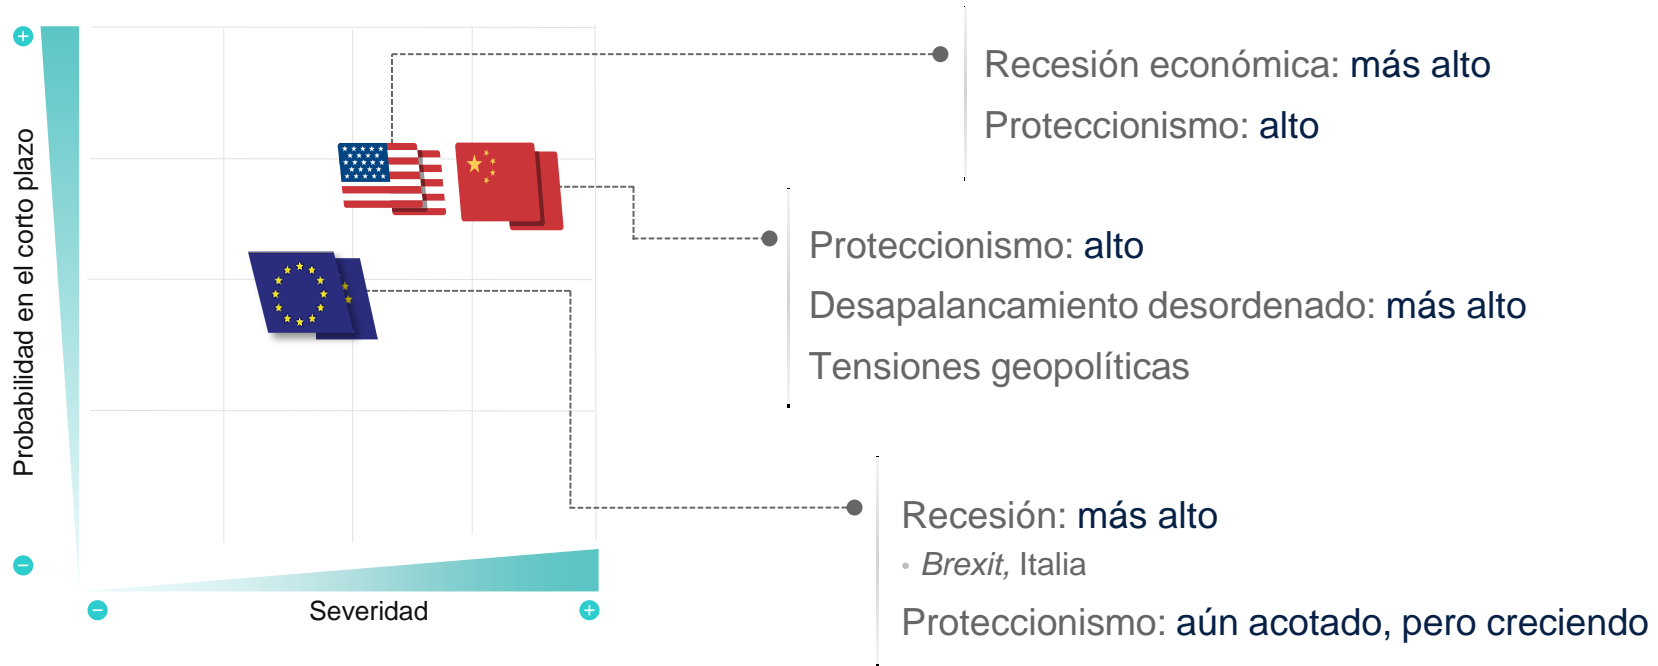 Probabilidad en el corto plazo
Severidad
Recesión económica: más alto
Proteccionismo: alto
Proteccionismo: alto
Desapalancamiento desordenado: más alto
Tensiones geopolíticas
Recesión: más alto
• Brexit, Italia
Proteccionismo: aún acotado, pero creciendo